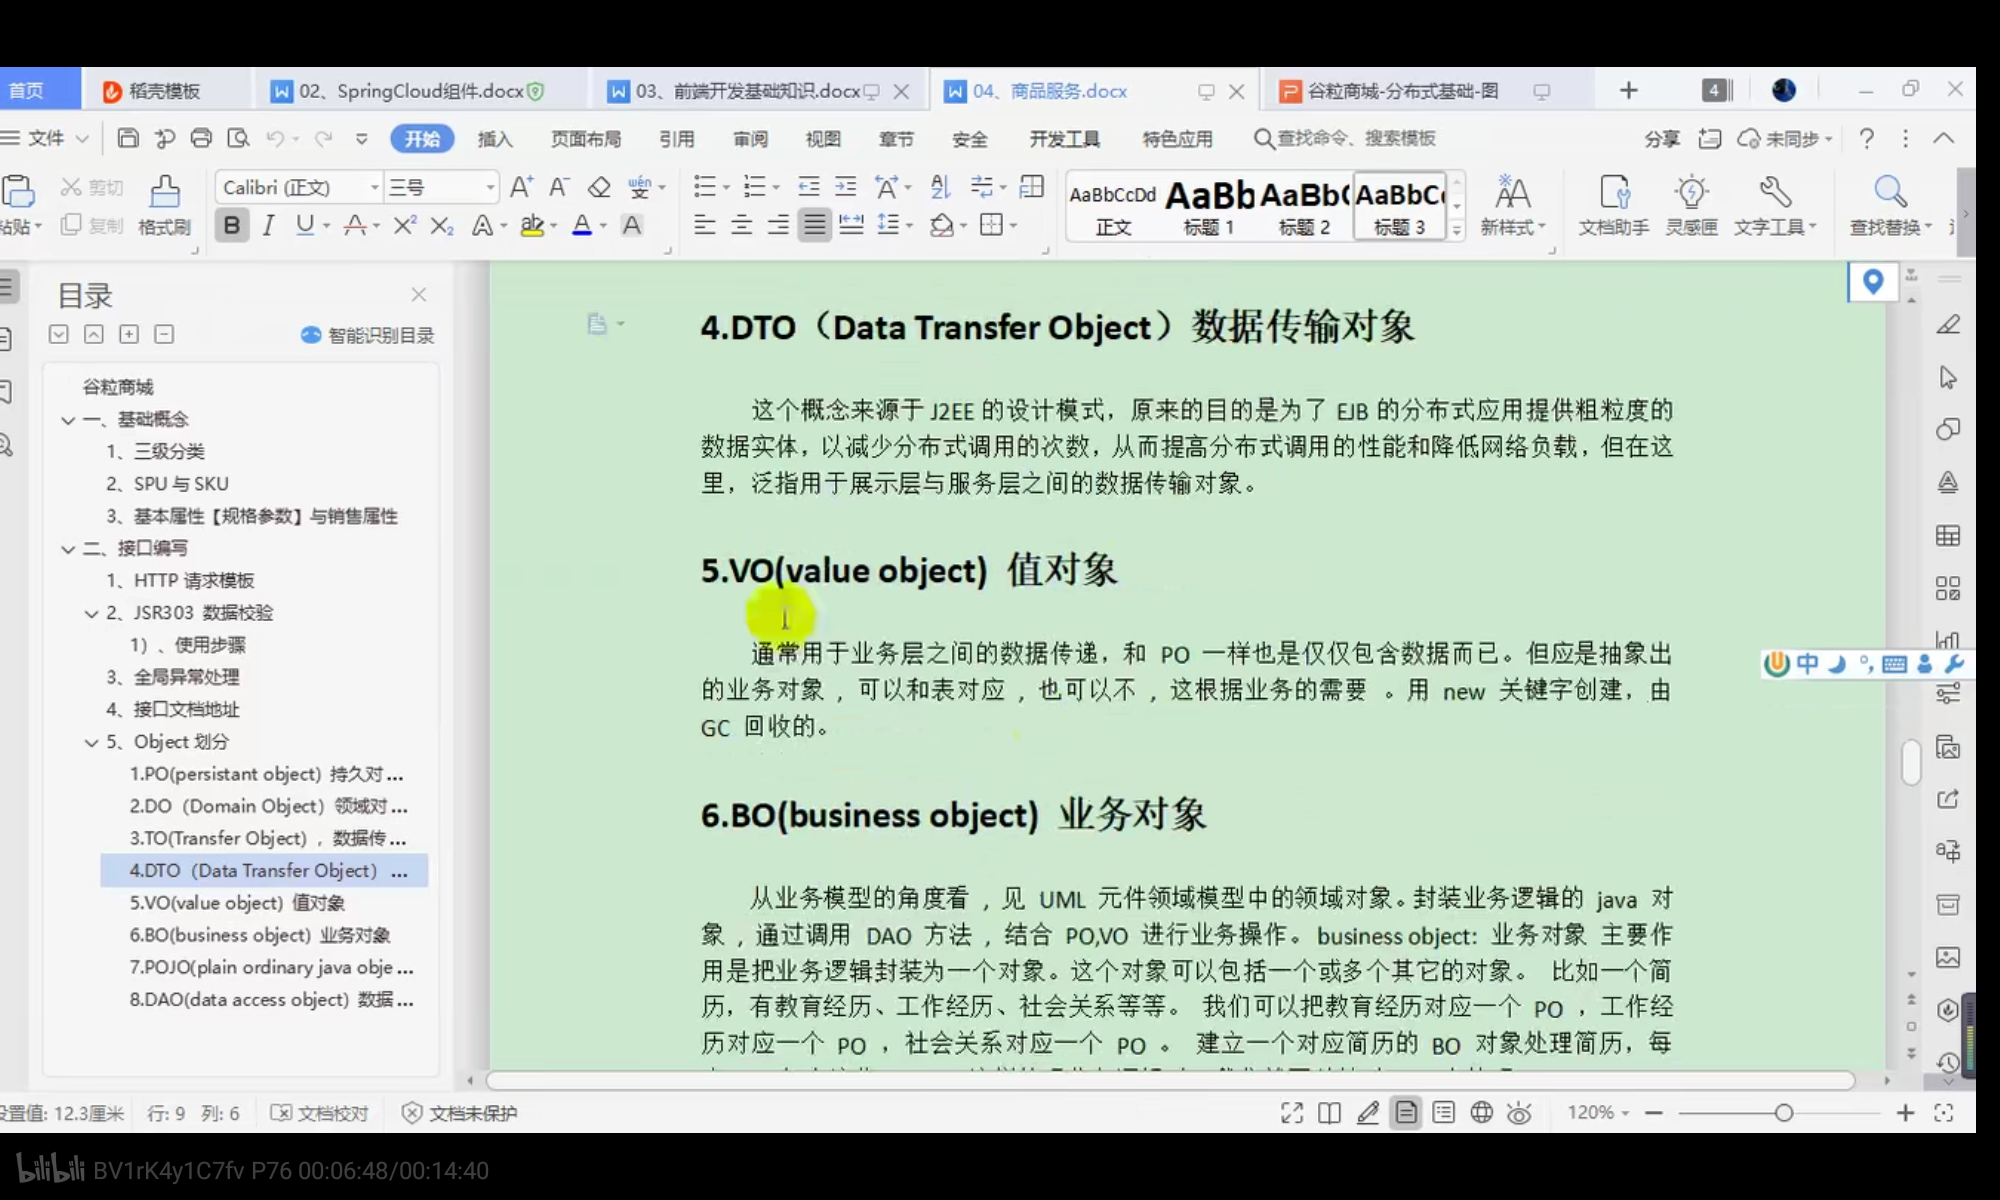 首页
稻壳模板
02、SpringCloud组件.docx
03、前端开发基础知识.docx
04、商品服务.docx
谷粒商城-分布式基础-图
4
文件
开始
插入
页面布局
引用
审阅
视图
章节
安全
开发工具
特色应用
查找命令、搜索模板
分享
未同步
剪切
复制
格式刷
Calibri (正文)
三号
AaBbCcDd
正文
标题 1
标题 2
标题 3
新样式
文档助手
灵感匣
文字工具
查找替换
目录
智能识别目录
谷粒商城
一、基础概念
1、三级分类
2、SPU 与 SKU
3、基本属性【规格参数】与销售属性
二、接口编写
1、HTTP 请求模板
2、JSR303 数据校验
1）、使用步骤
3、全局异常处理
4、接口文档地址
5、Object 划分
1.PO(persistant object) 持久对...
2.DO（Domain Object）领域对...
3.TO(Transfer Object) ，数据传...
4.DTO（Data Transfer Object） ...
5.VO(value object) 值对象
6.BO(business object) 业务对象
7.POJO(plain ordinary java obje...
8.DAO(data access object) 数据...
4.DTO（Data Transfer Object）数据传输对象
这个概念来源于 J2EE 的设计模式，原来的目的是为了 EJB 的分布式应用提供粗粒度的
数据实体，以减少分布式调用的次数，从而提高分布式调用的性能和降低网络负载，但在这
里，泛指用于展示层与服务层之间的数据传输对象。
5.VO(value object) 值对象
通常用于业务层之间的数据传递，和 PO 一样也是仅仅包含数据而已。但应是抽象出
的业务对象 , 可以和表对应 , 也可以不 , 这根据业务的需要 。用 new 关键字创建，由
GC 回收的。
6.BO(business object) 业务对象
从业务模型的角度看 , 见 UML 元件领域模型中的领域对象。封装业务逻辑的 java 对
象 , 通过调用 DAO 方法 , 结合 PO,VO 进行业务操作。business object: 业务对象 主要作
用是把业务逻辑封装为一个对象。这个对象可以包括一个或多个其它的对象。 比如一个简
历，有教育经历、工作经历、社会关系等等。 我们可以把教育经历对应一个 PO ，工作经
历对应一个 PO ，社会关系对应一个 PO 。 建立一个对应简历的 BO 对象处理简历，每
中
行: 9 列: 6
文档校对
文档未保护
120%
bilibili BV1rK4y1C7fv P76 00:06:48/00:14:40